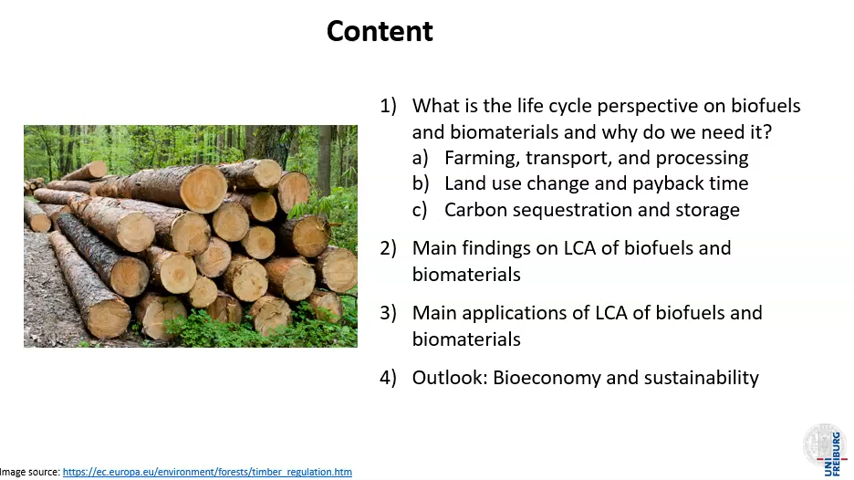 Content
1) What is the life cycle perspective on biofuels
and biomaterials and why do we need it?
a) Farming, transport, and processing
b) Land use change and payback time
c) Carbon sequestration and storage
2) Main findings on LCA of biofuels and
biomaterials
3) Main applications of LCA of biofuels and
biomaterials
4) Outlook: Bioeconomy and sustainability
Image source: https://ec.europa.eu/environment/forests/timber_regulation.htm
UNI
FREIBURG